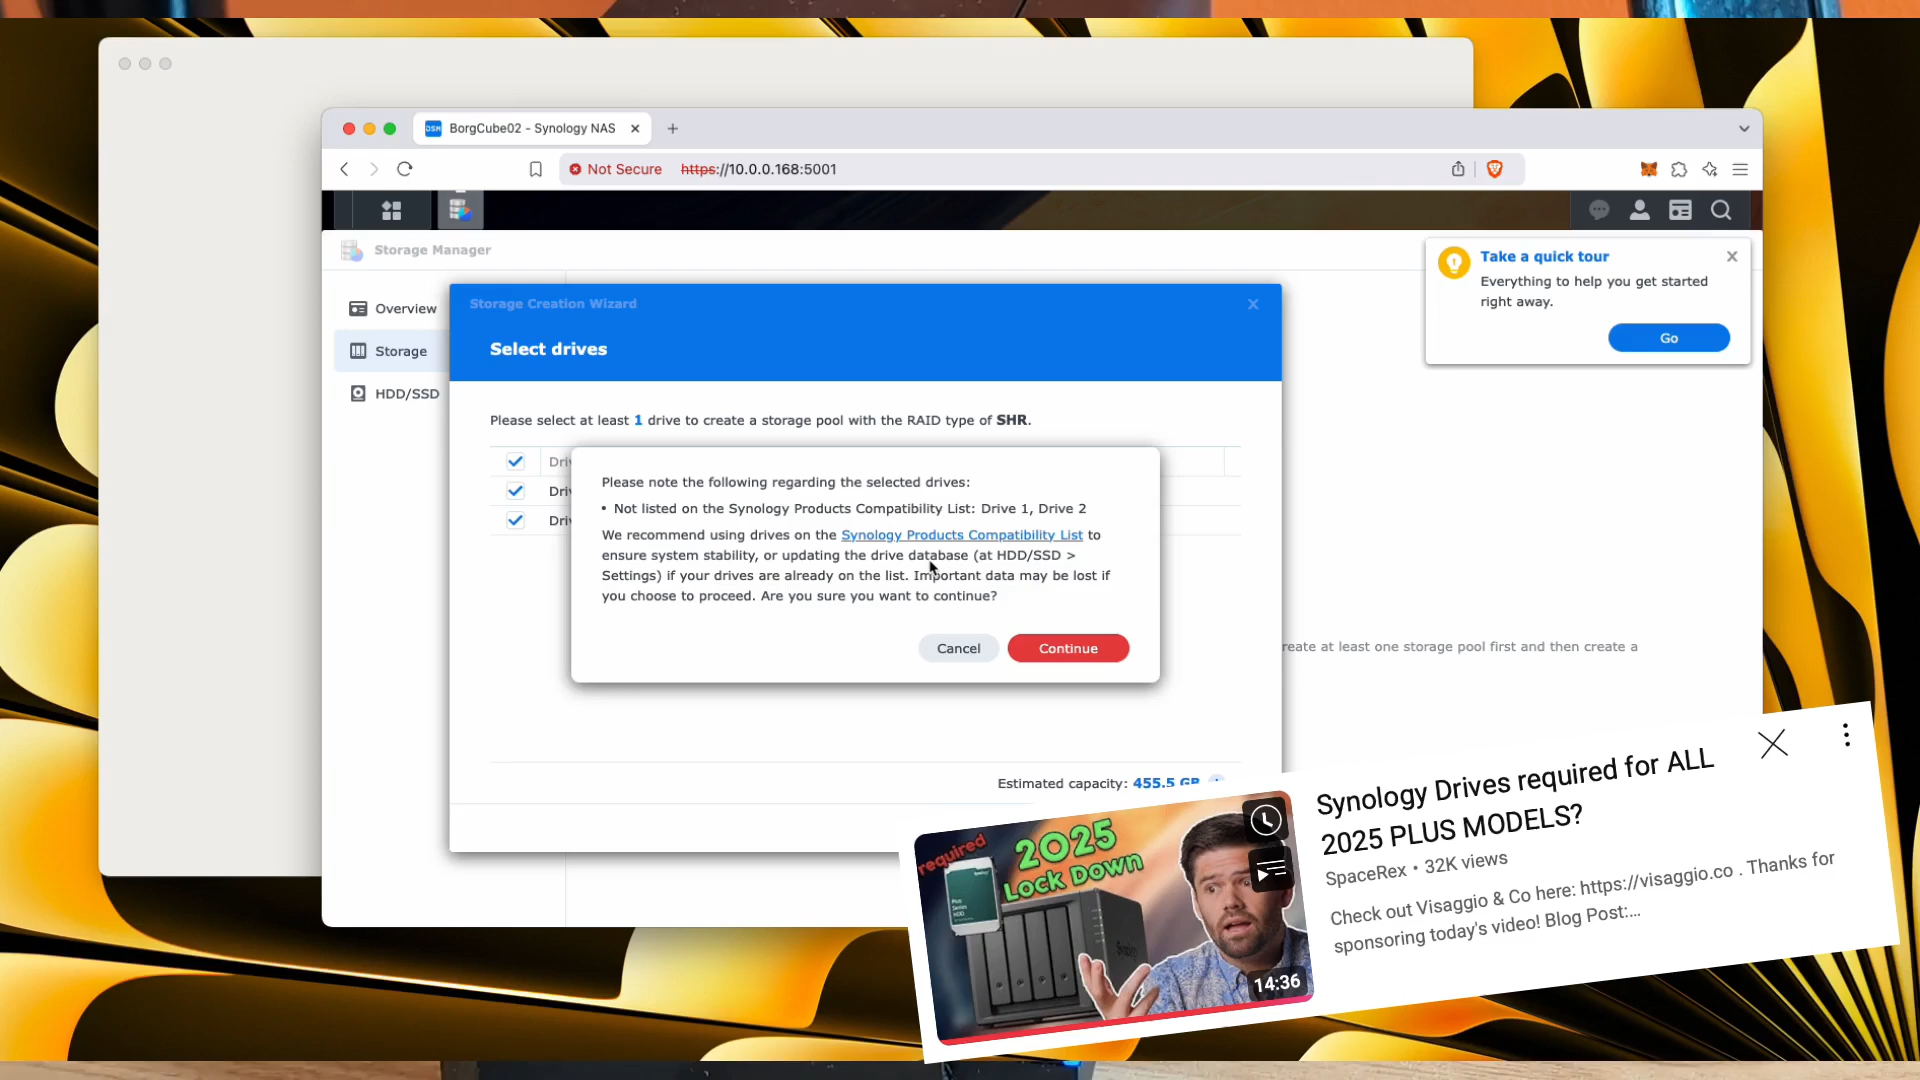 BorgCube02 - Synology NAS
Not Secure https://10.0.0.168:5001
Storage Manager
Overview
Storage
HDD/SSD
Take a quick tour
Everything to help you get started
right away.
Go
Storage Creation Wizard
Select drives
Please select at least 1 drive to create a storage pool with the RAID type of SHR.
Please note the following regarding the selected drives:
• Not listed on the Synology Products Compatibility List: Drive 1, Drive 2
We recommend using drives on the Synology Products Compatibility List to
ensure system stability, or updating the drive database (at HDD/SSD >
Settings) if your drives are already on the list. Important data may be lost if
you choose to proceed. Are you sure you want to continue?
Cancel
Continue
reate at least one storage pool first and then create a
Estimated capacity: 455.5 GB
required
2025
Lock Down
Plus
Series
HDD
Synology
14:36
Synology Drives required for ALL
2025 PLUS MODELS?
SpaceRex • 32K views
Check out Visaggio & Co here: https://visaggio.co . Thanks for
sponsoring today's video! Blog Post:...